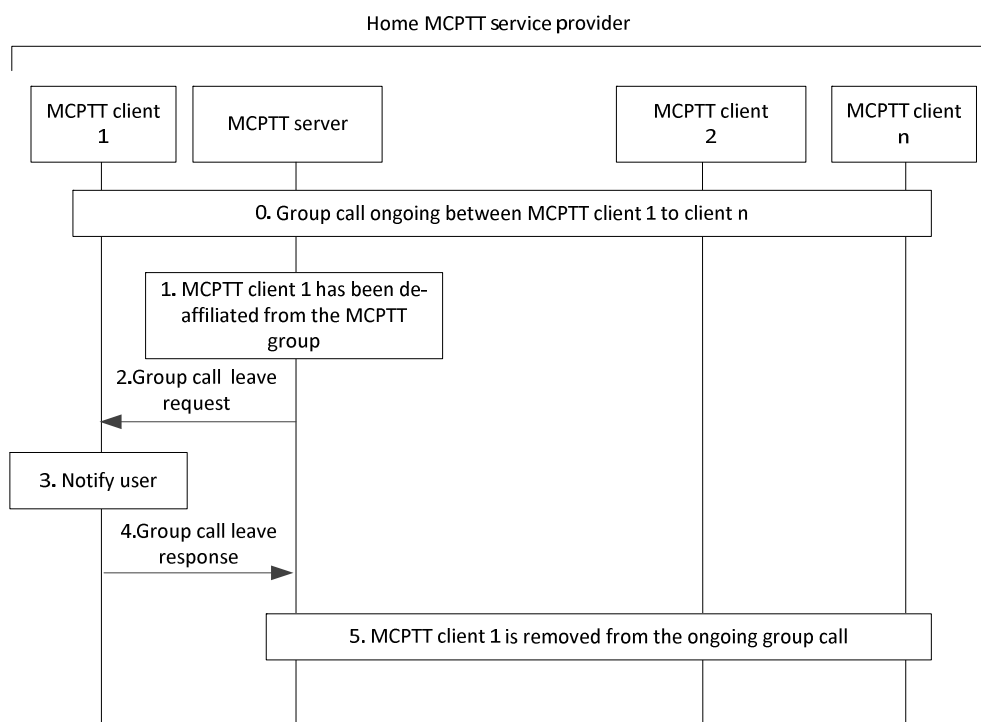 Home MCPTT service provider
MCPTT client
1
MCPTT server
MCPTT client
2
MCPTT client
n
0. Group call ongoing between MCPTT client 1 to client n
1. MCPTT client 1 has been de-
affiliated from the MCPTT
group
2.Group call leave
request
3. Notify user
4.Group call leave
response
5. MCPTT client 1 is removed from the ongoing group call